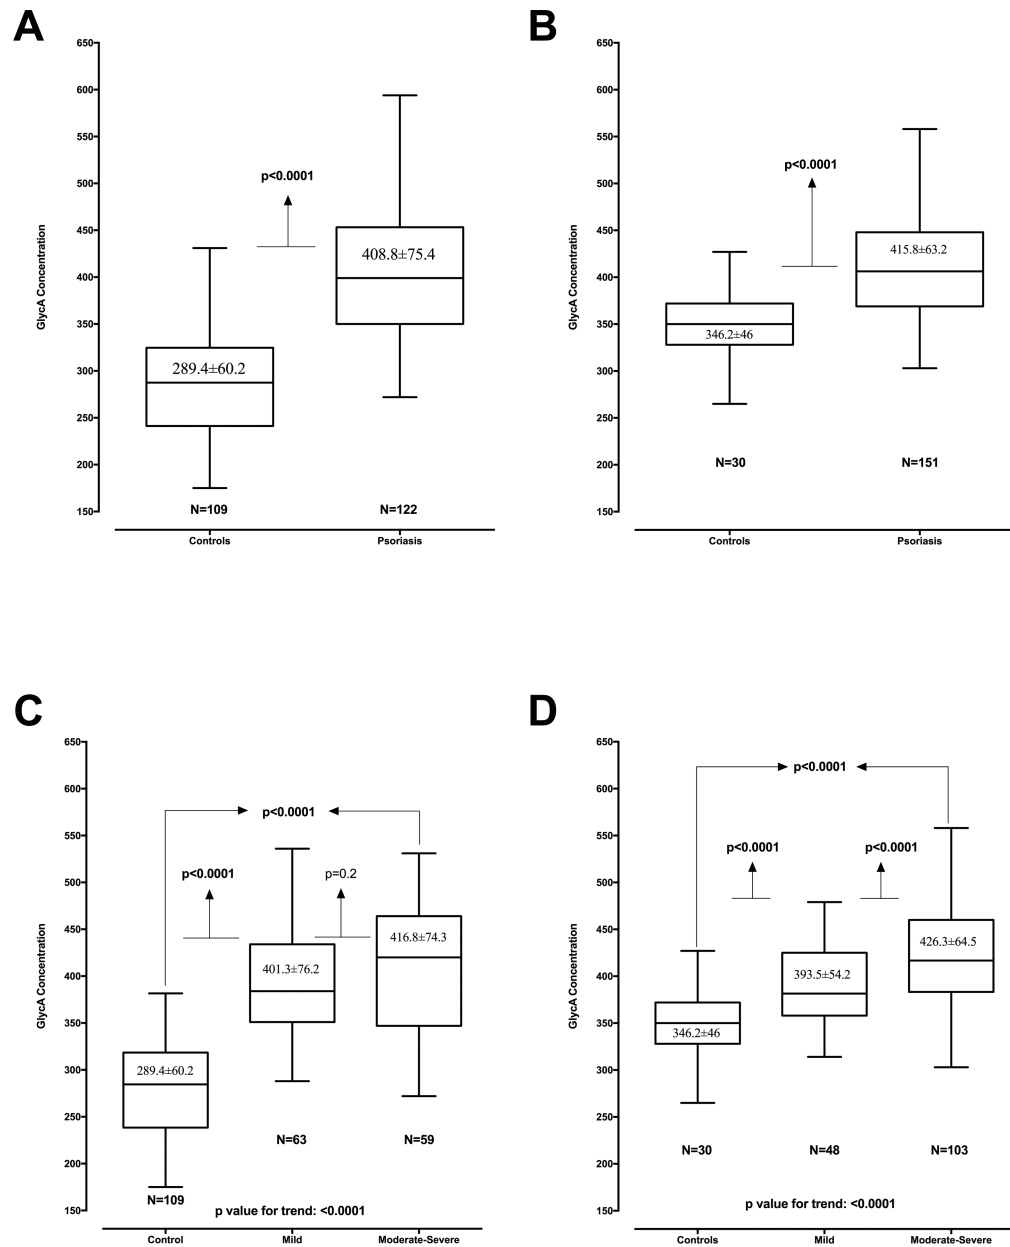 A
650
600
550
500
450
400
350
300
250
200
150
GlycA Concentration
p<0.0001
408.8±75.4
289.4±60.2
N=109
N=122
Controls
Psoriasis
B
650
600
550
500
450
400
350
300
250
200
150
GlycA Concentration
p<0.0001
415.8±63.2
346.2±46
N=30
N=151
Controls
Psoriasis
C
650
600
550
500
450
400
350
300
250
200
150
GlycA Concentration
p<0.0001
p<0.0001
p=0.2
416.8±74.3
401.3±76.2
289.4±60.2
N=63
N=59
N=109
p value for trend: <0.0001
Control
Mild
Moderate-Severe
D
650
600
550
500
450
400
350
300
250
200
150
GlycA Concentration
p<0.0001
p<0.0001
p<0.0001
426.3±64.5
393.5±54.2
346.2±46
N=30
N=48
N=103
p value for trend: <0.0001
Controls
Mild
Moderate-Severe